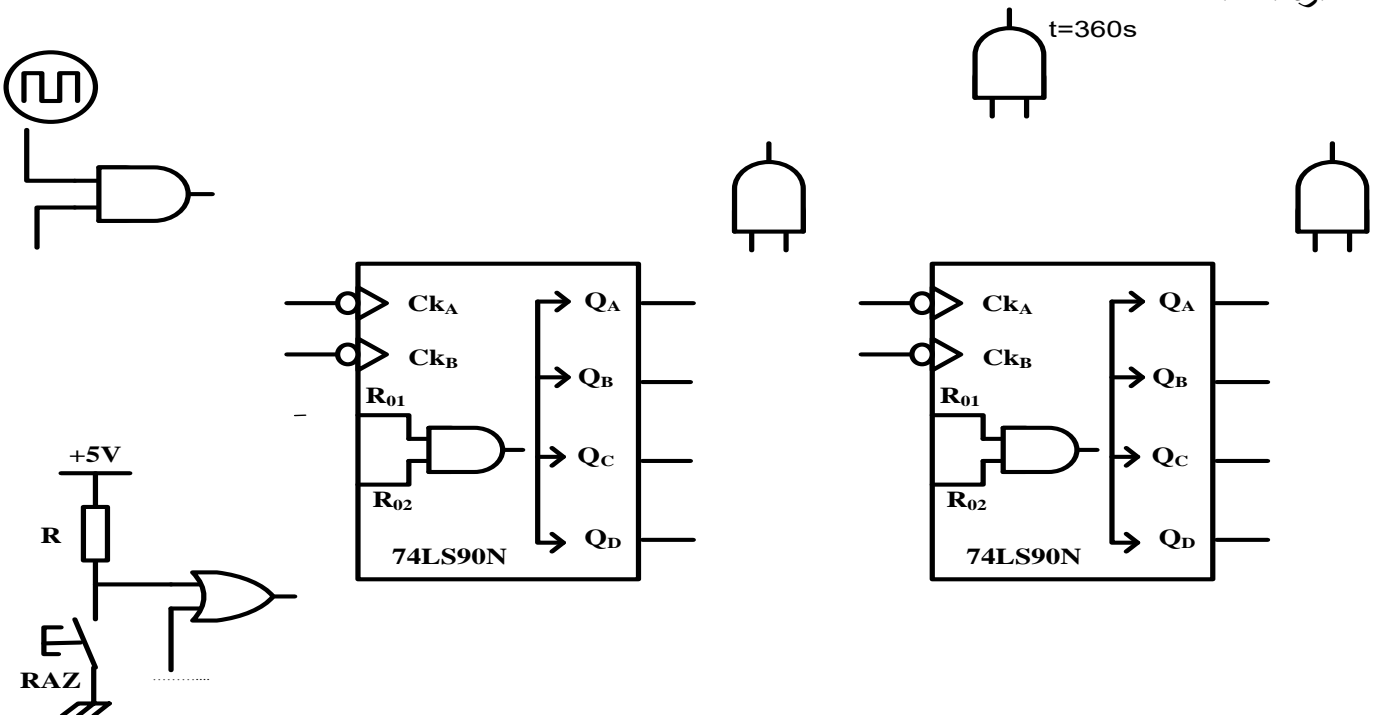 t=360s
CkA
CkB
R01
R02
QA
QB
QC
QD
74LS90N
CkA
CkB
R01
R02
QA
QB
QC
QD
74LS90N
+5V
R
RAZ